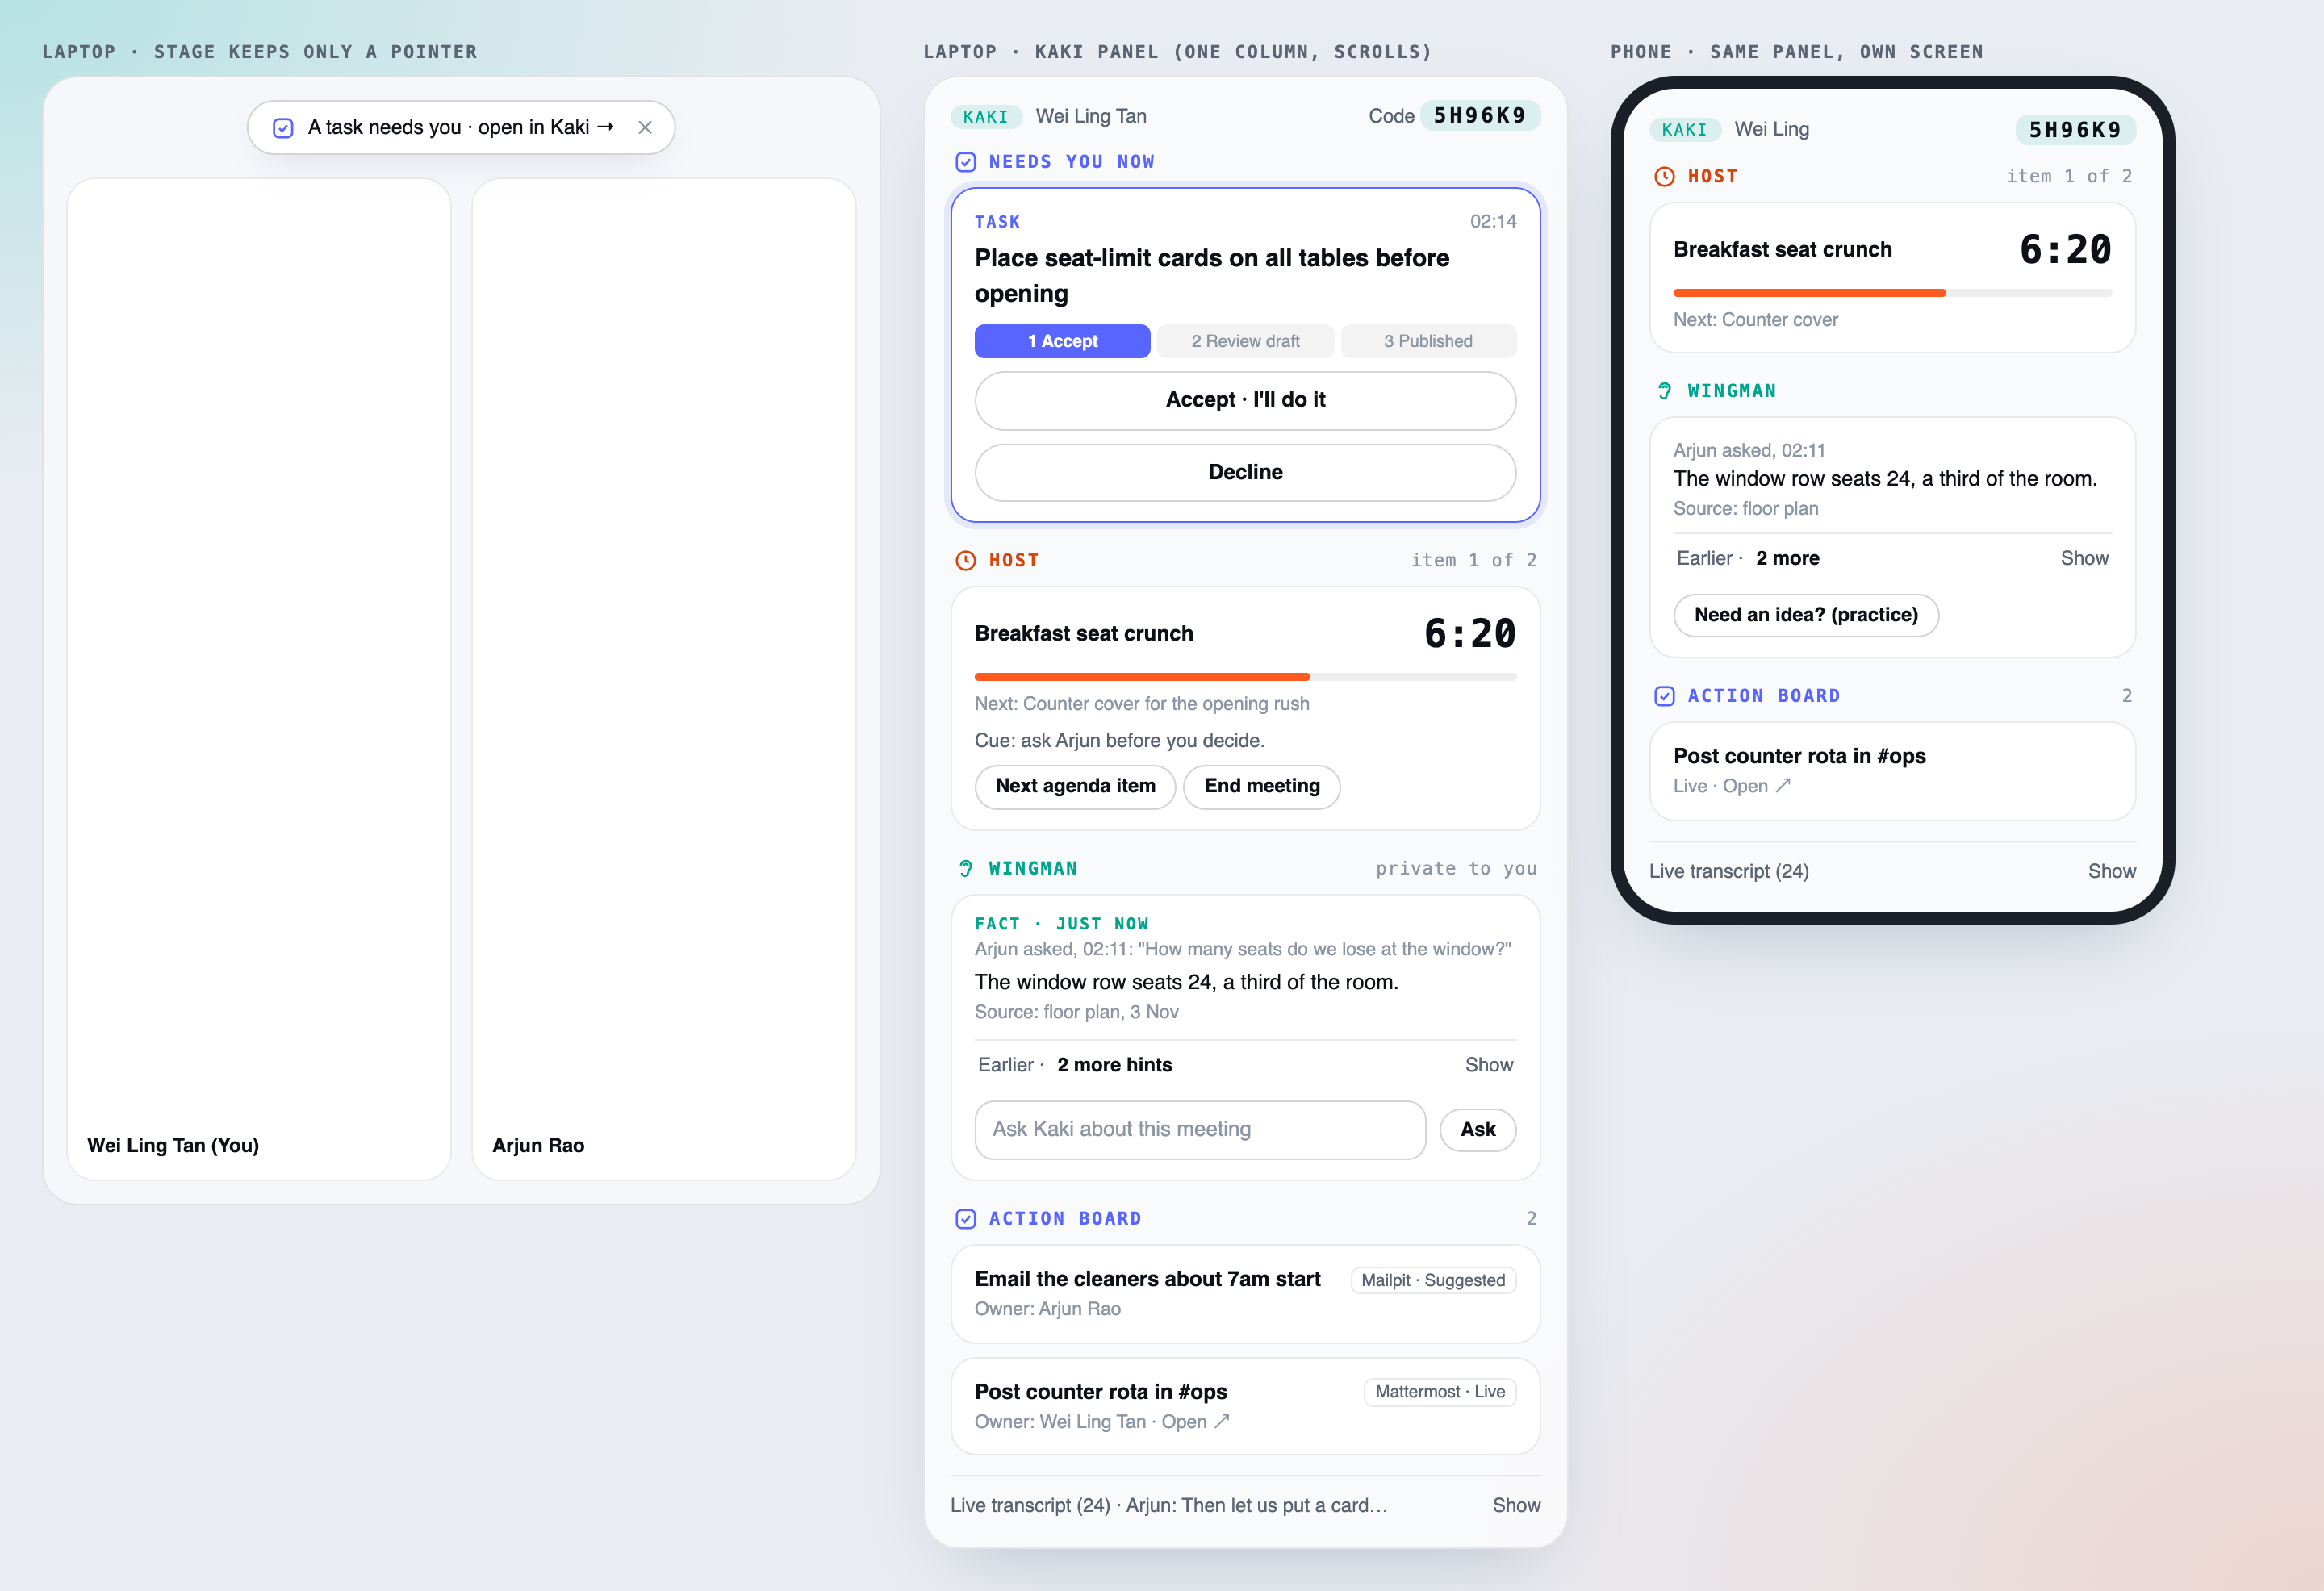 LAPTOP · STAGE KEEPS ONLY A POINTER
A task needs you · open in Kaki →
Wei Ling Tan (You)
Arjun Rao
LAPTOP · KAKI PANEL (ONE COLUMN, SCROLLS)
KAKI Wei Ling Tan Code 5H96K9
NEEDS YOU NOW
TASK 02:14
Place seat-limit cards on all tables before
opening
1 Accept 2 Review draft 3 Published
Accept · I'll do it
Decline
HOST item 1 of 2
Breakfast seat crunch 6:20
Next: Counter cover for the opening rush
Cue: ask Arjun before you decide.
Next agenda item End meeting
WINGMAN private to you
FACT · JUST NOW
Arjun asked, 02:11: "How many seats do we lose at the window?"
The window row seats 24, a third of the room.
Source: floor plan, 3 Nov
Earlier · 2 more hints Show
Ask Kaki about this meeting Ask
ACTION BOARD 2
Email the cleaners about 7am start Mailpit · Suggested
Owner: Arjun Rao
Post counter rota in #ops Mattermost · Live
Owner: Wei Ling Tan · Open ↗
Live transcript (24) · Arjun: Then let us put a card… Show
PHONE · SAME PANEL, OWN SCREEN
KAKI Wei Ling 5H96K9
HOST item 1 of 2
Breakfast seat crunch 6:20
Next: Counter cover
WINGMAN
Arjun asked, 02:11
The window row seats 24, a third of the room.
Source: floor plan
Earlier · 2 more Show
Need an idea? (practice)
ACTION BOARD 2
Post counter rota in #ops
Live · Open ↗
Live transcript (24) Show